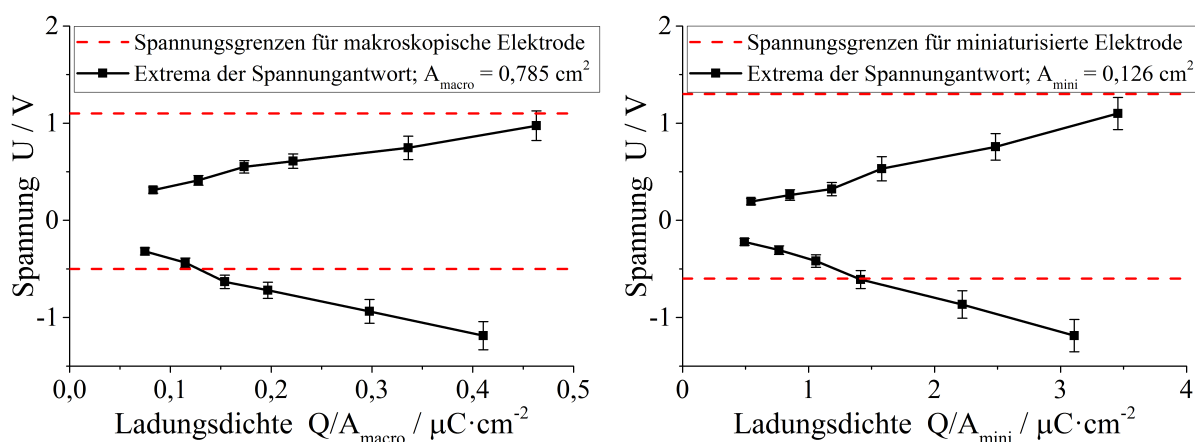 Spannungsgrenzen für makroskopische Elektrode
Extrema der Spannungantwort; A_macro = 0,785 cm²
Spannung U / V
2
1
0
-1
0,0 0,1 0,2 0,3 0,4 0,5
Ladungsdichte Q/A_macro / µC·cm⁻²
Spannungsgrenzen für miniaturisierte Elektrode
Extrema der Spannungantwort; A_mini = 0,126 cm²
Spannung U / V
2
1
0
-1
0 1 2 3 4
Ladungsdichte Q/A_mini / µC·cm⁻²